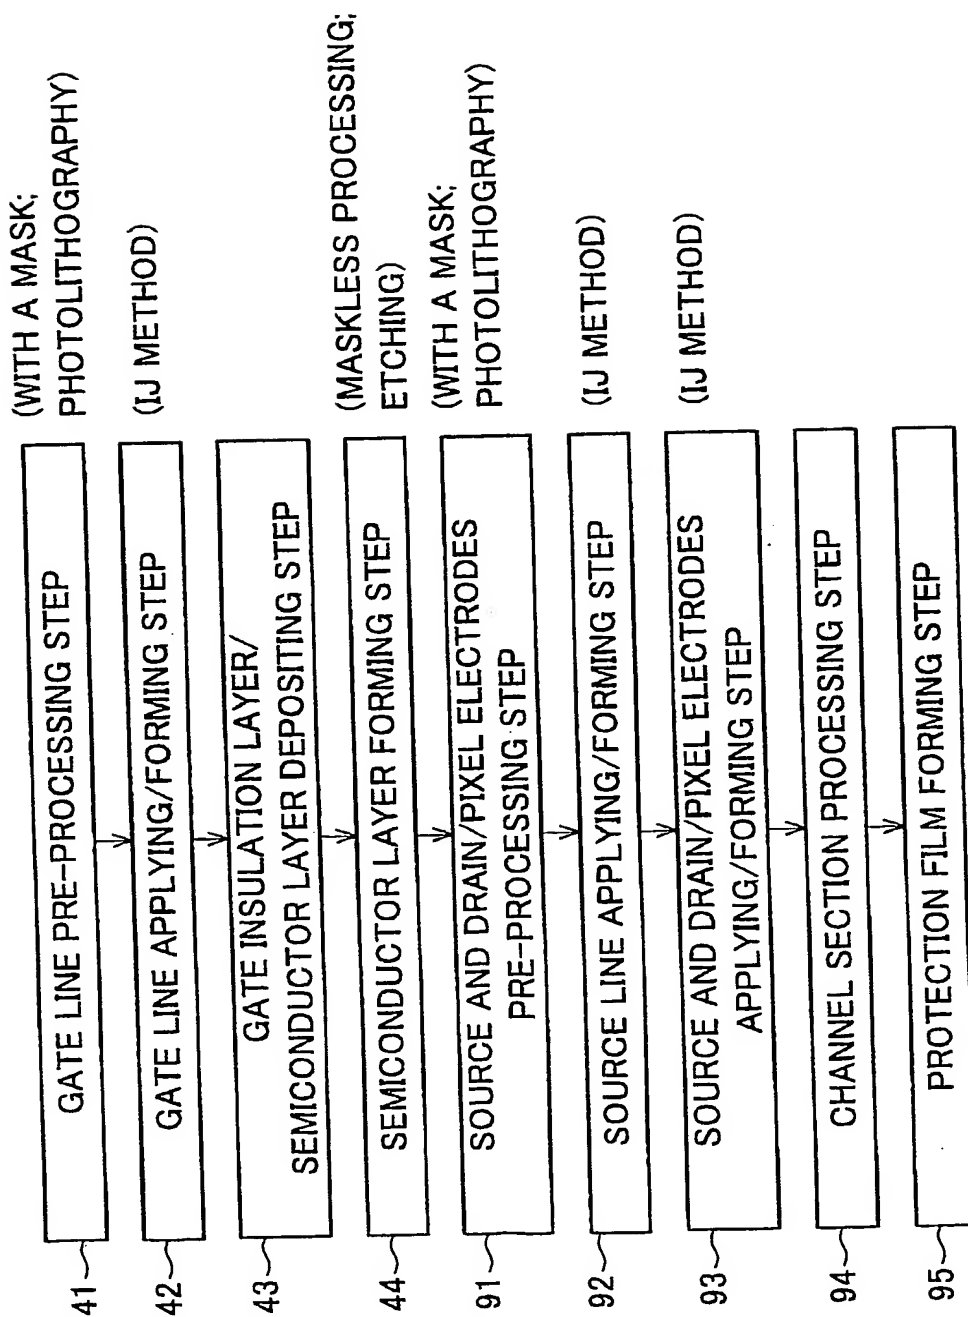 41
GATE LINE PRE-PROCESSING STEP
(WITH A MASK;
PHOTOLITHOGRAPHY)
42
GATE LINE APPLYING/FORMING STEP
(IJ METHOD)
43
GATE INSULATION LAYER/
SEMICONDUCTOR LAYER DEPOSITING STEP
44
SEMICONDUCTOR LAYER FORMING STEP
(MASKLESS PROCESSING;
ETCHING)
91
SOURCE AND DRAIN/PIXEL ELECTRODES
PRE-PROCESSING STEP
(WITH A MASK;
PHOTOLITHOGRAPHY)
92
SOURCE LINE APPLYING/FORMING STEP
(IJ METHOD)
93
SOURCE AND DRAIN/PIXEL ELECTRODES
APPLYING/FORMING STEP
(IJ METHOD)
94
CHANNEL SECTION PROCESSING STEP
95
PROTECTION FILM FORMING STEP